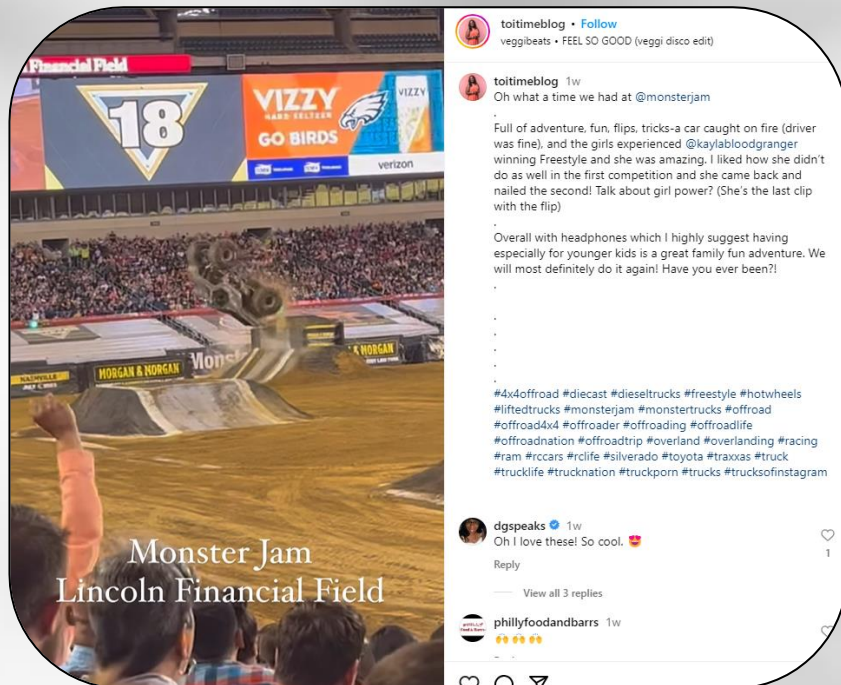 Financial Field
18
VIZZY
HARD SELTZER
GO BIRDS
VIZZY
verizon
NASHVILLE
MORGAN & MORGAN
Monst
& MORGAN
Monster Jam
Lincoln Financial Field
toitimeblog • Follow
veggibeats • FEEL SO GOOD (veggi disco edit)
toitimeblog 1w
Oh what a time we had at @monsterjam
.
Full of adventure, fun, flips, tricks-a car caught on fire (driver
was fine), and the girls experienced @kaylabloodgranger
winning Freestyle and she was amazing. I liked how she didn't
do as well in the first competition and she came back and
nailed the second! Talk about girl power? (She's the last clip
with the flip)
.
Overall with headphones which I highly suggest having
especially for younger kids is a great family fun adventure. We
will most definitely do it again! Have you ever been?!
.
.
.
.
.
.
#4x4offroad #diecast #dieseltrucks #freestyle #hotwheels
#liftedtrucks #monsterjam #monstertrucks #offroad
#offroad4x4 #offroader #offroading #offroadlife
#offroadnation #offroadtrip #overland #overlanding #racing
#ram #rccars #rclife #silverado #toyota #traxxas #truck
#trucklife #trucknation #truckporn #trucks #trucksofinstagram
dgspeaks 1w
Oh I love these! So cool. 😍
1
Reply
View all 3 replies
phillyfoodandbarrs 1w
🙌🙌🙌